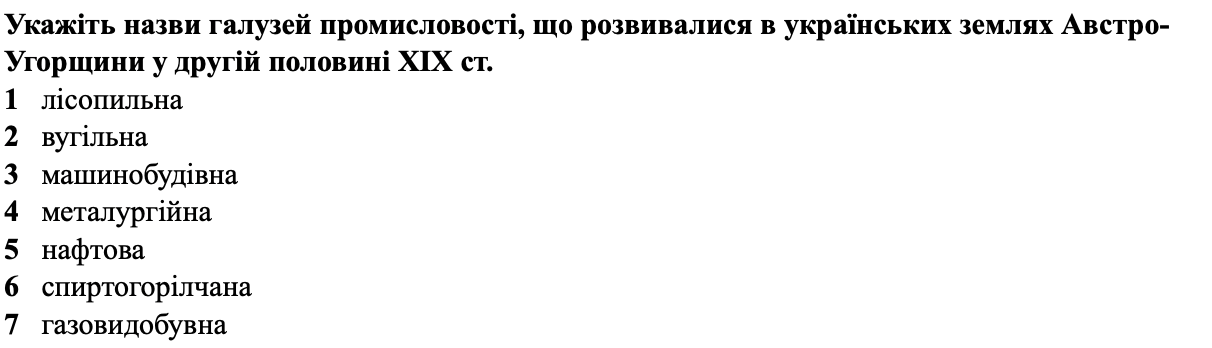 Укажіть назви галузей промисловості, що розвивалися в українських землях Австро-
Угорщини у другій половині XIX ст.
1 лісопильна
2 вугільна
3 машинобудівна
4 металургійна
5 нафтова
6 спиртогорілчана
7 газовидобувна